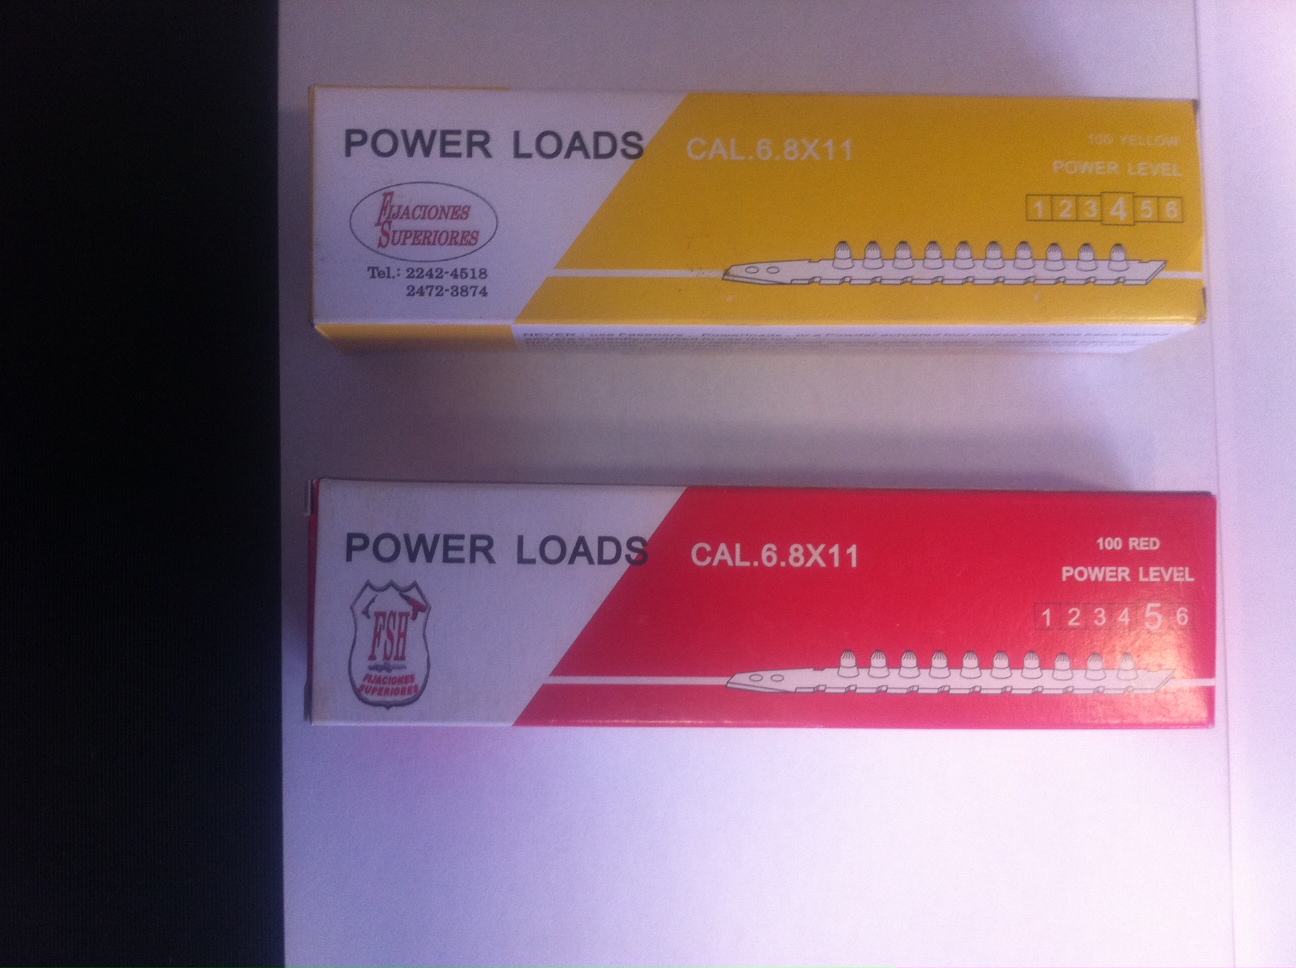 POWER LOADS CAL.6.8X11
100 YELLOW
POWER LEVEL
1 2 3 4 5 6
FIJACIONES
SUPERIORES
Tel.: 2242-4518
2472-3874
POWER LOADS CAL.6.8X11
100 RED
POWER LEVEL
1 2 3 4 5 6
FSH
FIJACIONES
SUPERIORES